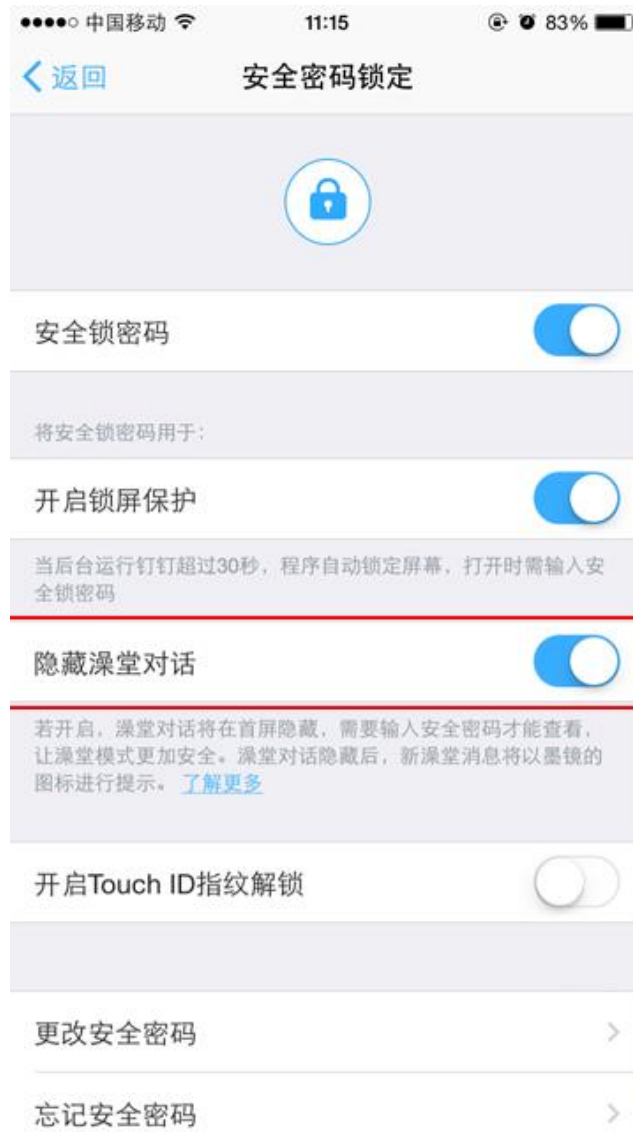 中国移动 11:15 83%
返回 安全密码锁定
安全锁密码
将安全锁密码用于：
开启锁屏保护
当后台运行钉钉超过30秒，程序自动锁定屏幕，打开时需输入安
全锁密码
隐藏澡堂对话
若开启，澡堂对话将在首屏隐藏，需要输入安全密码才能查看，
让澡堂模式更加安全。澡堂对话隐藏后，新澡堂消息将以墨镜的
图标进行提示。 了解更多
开启Touch ID指纹解锁
更改安全密码
忘记安全密码